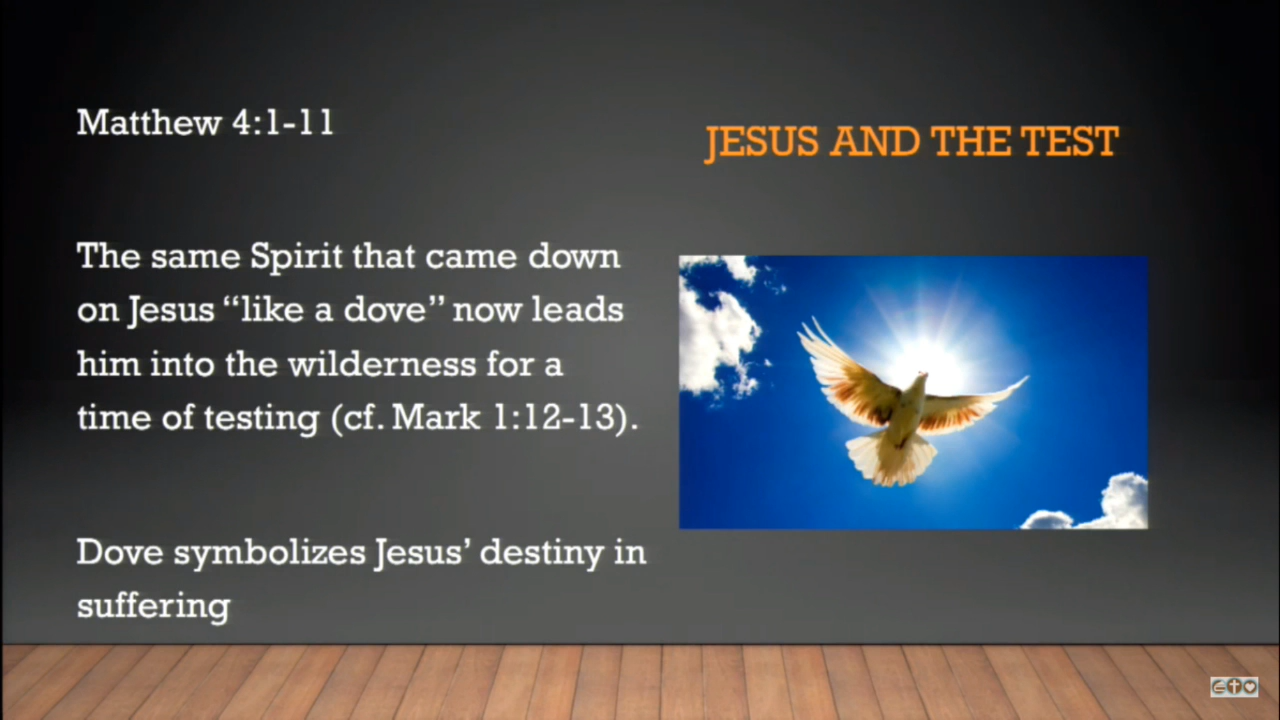 Matthew 4:1-11
JESUS AND THE TEST
The same Spirit that came down
on Jesus “like a dove” now leads
him into the wilderness for a
time of testing (cf. Mark 1:12-13).
Dove symbolizes Jesus’ destiny in
suffering